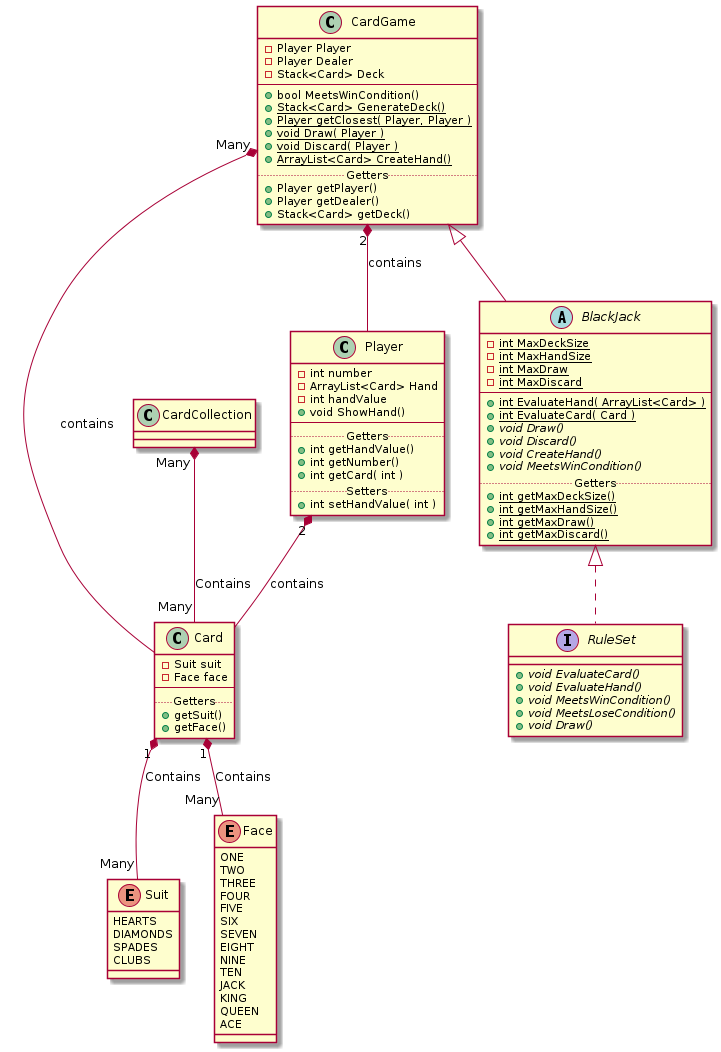 C CardGame
Player Player
Player Dealer
Stack<Card> Deck
bool MeetsWinCondition()
Stack<Card> GenerateDeck()
Player getClosest( Player, Player )
void Draw( Player )
void Discard( Player )
ArrayList<Card> CreateHand()
Getters
Player getPlayer()
Player getDealer()
Stack<Card> getDeck()
Many
2
contains
contains
C Player
int number
ArrayList<Card> Hand
int handValue
void ShowHand()
Getters
int getHandValue()
int getNumber()
int getCard( int )
Setters
int setHandValue( int )
A BlackJack
int MaxDeckSize
int MaxHandSize
int MaxDraw
int MaxDiscard
int EvaluateHand( ArrayList<Card> )
int EvaluateCard( Card )
void Draw()
void Discard()
void CreateHand()
void MeetsWinCondition()
Getters
int getMaxDeckSize()
int getMaxHandSize()
int getMaxDraw()
int getMaxDiscard()
C CardCollection
Many
2
Contains
contains
Many
C Card
Suit suit
Face face
Getters
getSuit()
getFace()
I RuleSet
void EvaluateCard()
void EvaluateHand()
void MeetsWinCondition()
void MeetsLoseCondition()
void Draw()
1
1
Contains
Contains
Many
Many
E Suit
HEARTS
DIAMONDS
SPADES
CLUBS
E Face
ONE
TWO
THREE
FOUR
FIVE
SIX
SEVEN
EIGHT
NINE
TEN
JACK
KING
QUEEN
ACE